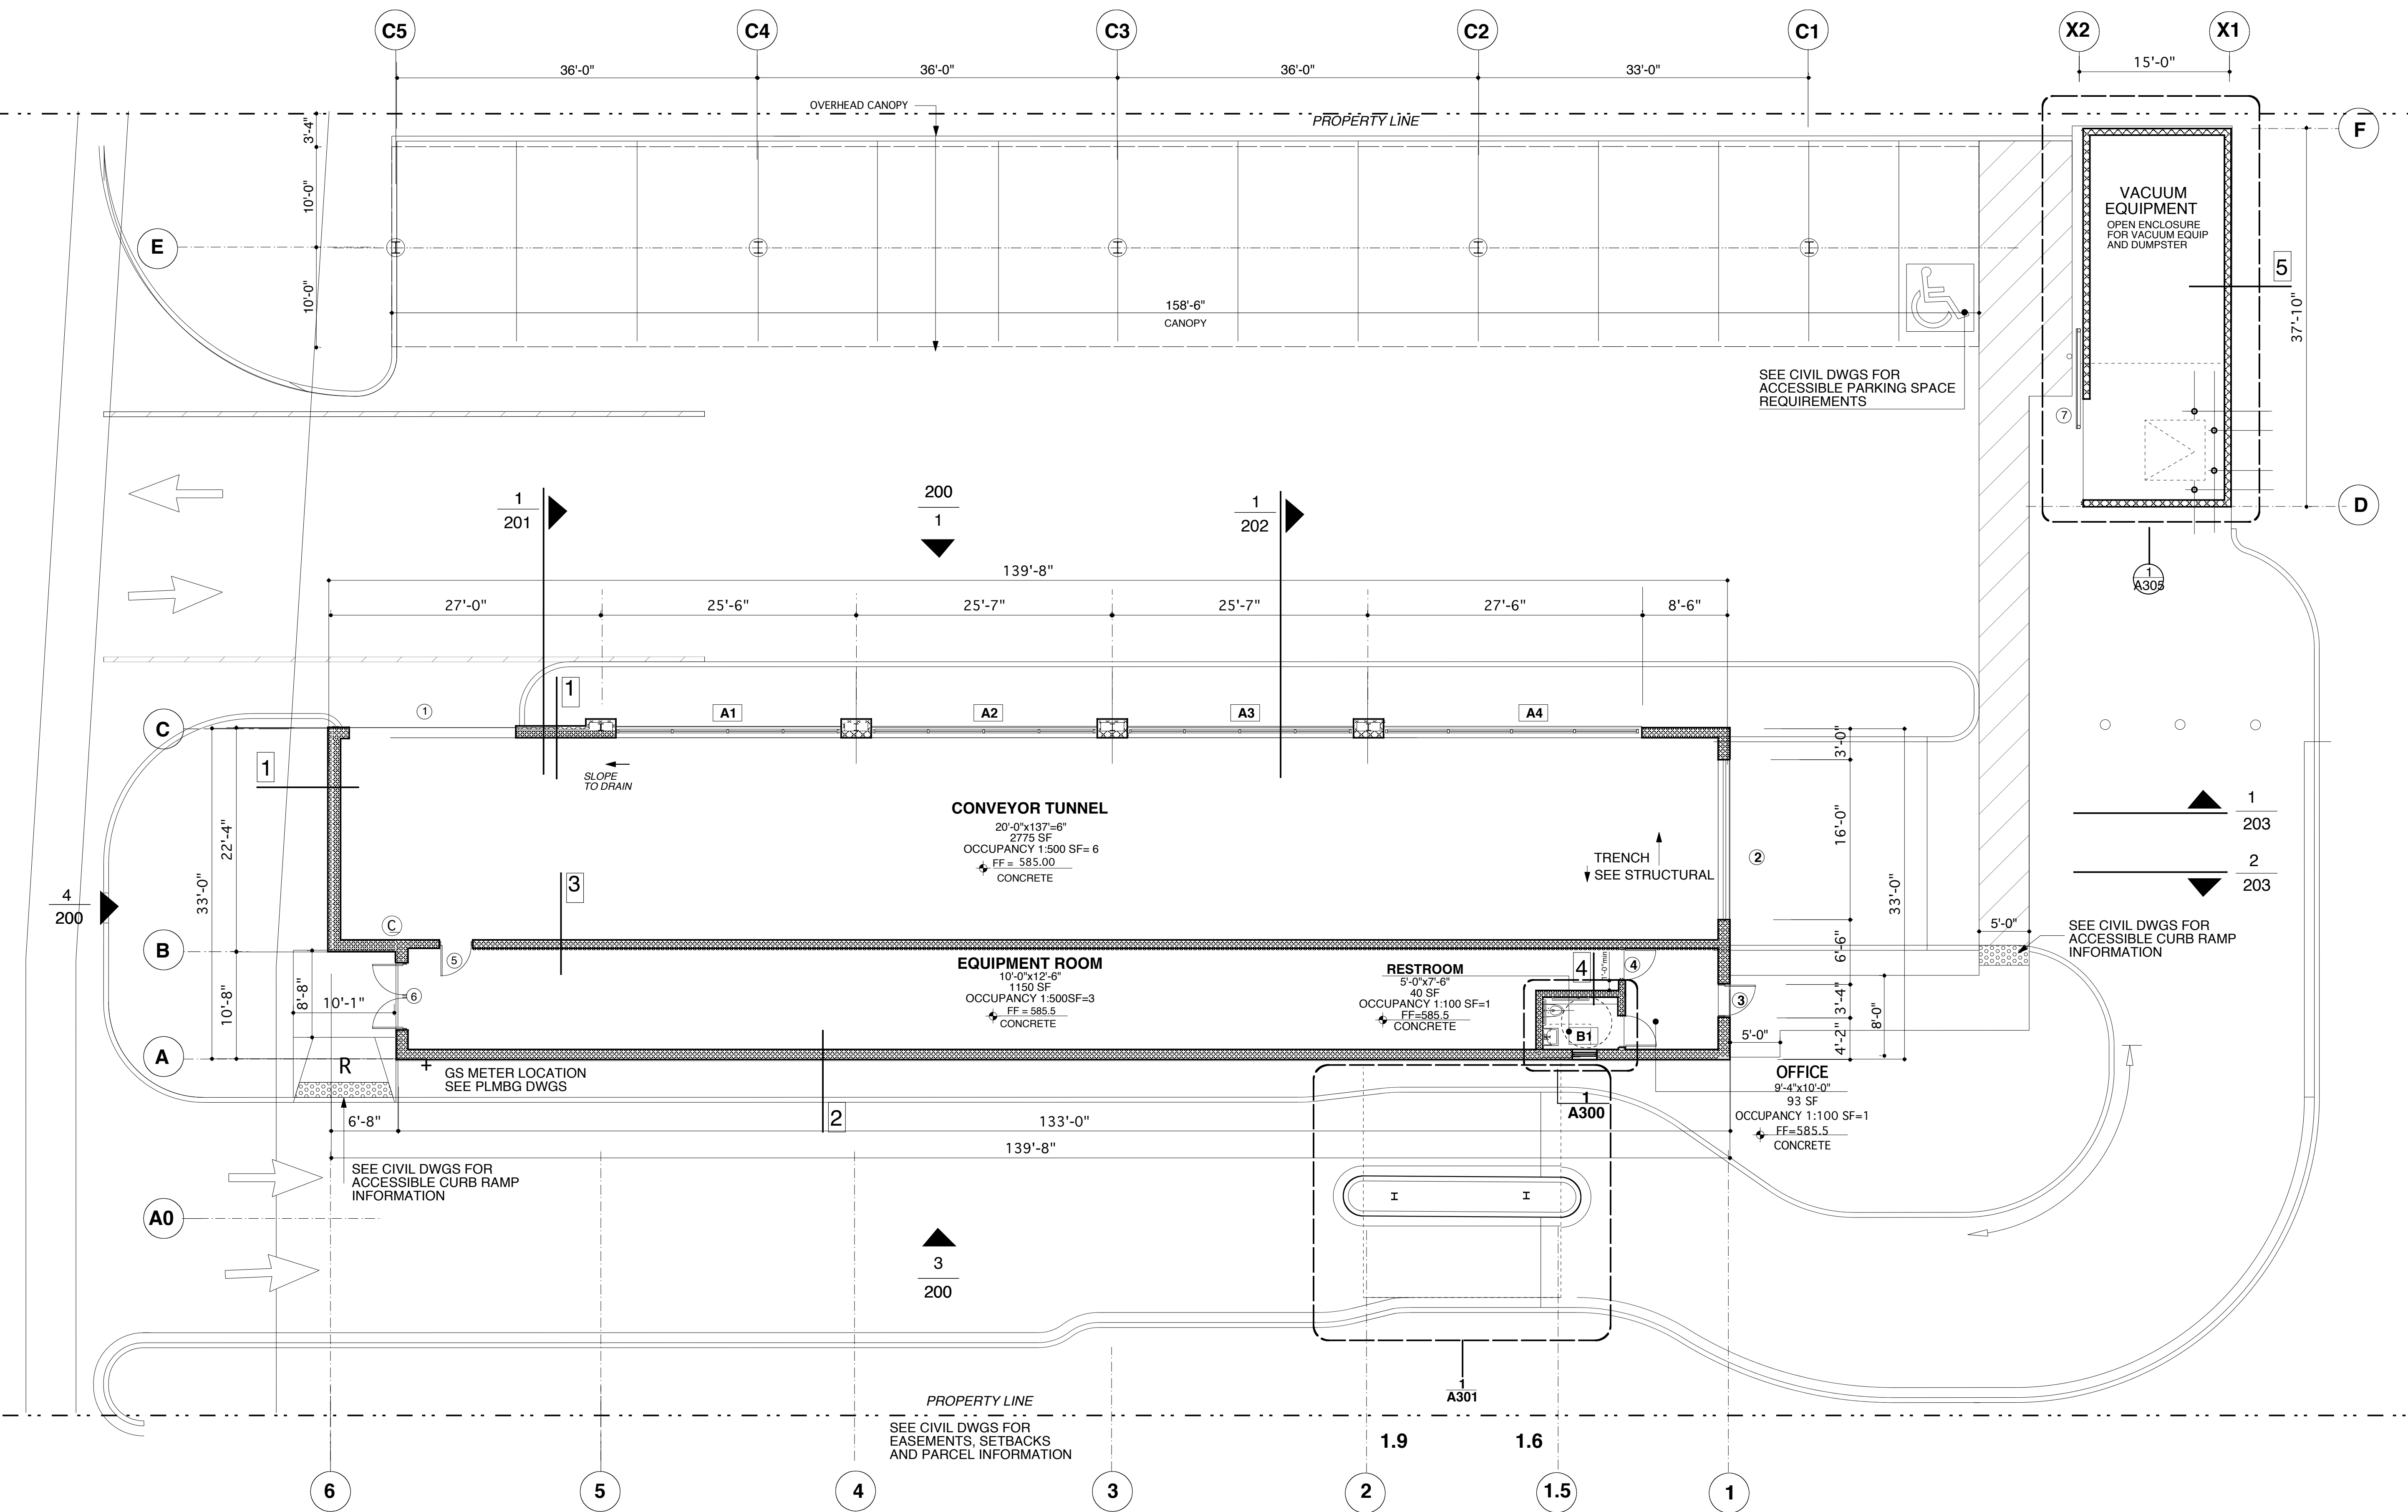 C5
C4
C3
C2
C1
X2
X1
36'-0"
36'-0"
36'-0"
33'-0"
15'-0"
OVERHEAD CANOPY
PROPERTY LINE
F
3'-4"
10'-0"
10'-0"
E
VACUUM
EQUIPMENT
OPEN ENCLOSURE
FOR VACUUM EQUIP
AND DUMPSTER
5
37'-10"
158'-6"
CANOPY
SEE CIVIL DWGS FOR
ACCESSIBLE PARKING SPACE
REQUIREMENTS
7
D
1
201
200
1
1
202
1
A305
139'-8"
27'-0"
25'-6"
25'-7"
25'-7"
27'-6"
8'-6"
1
C
1
A1
A2
A3
A4
1
SLOPE
TO DRAIN
3'-0"
16'-0"
6'-6"
3'-4"
4'-2"
33'-0"
8'-0"
22'-4"
33'-0"
10'-8"
CONVEYOR TUNNEL
20'-0"x137'=6"
2775 SF
OCCUPANCY 1:500 SF= 6
FF = 585.00
CONCRETE
TRENCH
SEE STRUCTURAL
2
1
203
2
203
4
200
3
C
B
5
5'-0"
SEE CIVIL DWGS FOR
ACCESSIBLE CURB RAMP
INFORMATION
EQUIPMENT ROOM
10'-0"x12'-6"
1150 SF
OCCUPANCY 1:500SF=3
FF = 585.5
CONCRETE
RESTROOM
5'-0"x7'-6"
40 SF
OCCUPANCY 1:100 SF=1
FF=585.5
CONCRETE
4
1'-0"min
4
3
B1
6
8'-8"
10'-1"
A
R
GS METER LOCATION
SEE PLMBG DWGS
5'-0"
OFFICE
9'-4"x10'-0"
93 SF
OCCUPANCY 1:100 SF=1
FF=585.5
CONCRETE
1
A300
6'-8"
2
133'-0"
139'-8"
SEE CIVIL DWGS FOR
ACCESSIBLE CURB RAMP
INFORMATION
A0
3
200
1
A301
PROPERTY LINE
SEE CIVIL DWGS FOR
EASEMENTS, SETBACKS
AND PARCEL INFORMATION
1.9
1.6
6
5
4
3
2
1.5
1